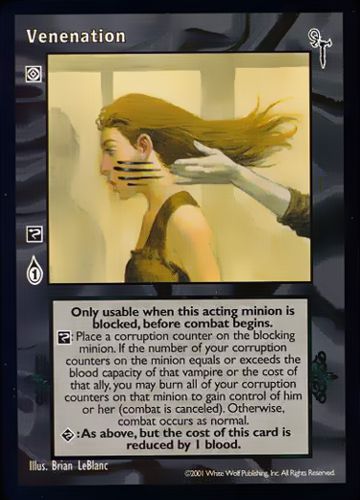 Venenation
1
Only usable when this acting minion is
blocked, before combat begins.
: Place a corruption counter on the blocking
minion. If the number of your corruption
counters on the minion equals or exceeds the
blood capacity of that vampire or the cost of
that ally, you may burn all of your corruption
counters on that minion to gain control of him
or her (combat is canceled). Otherwise,
combat occurs as normal.
: As above, but the cost of this card is
reduced by 1 blood.
Illus. Brian LeBlanc
©2001 White Wolf Publishing, Inc. All Rights Reserved.